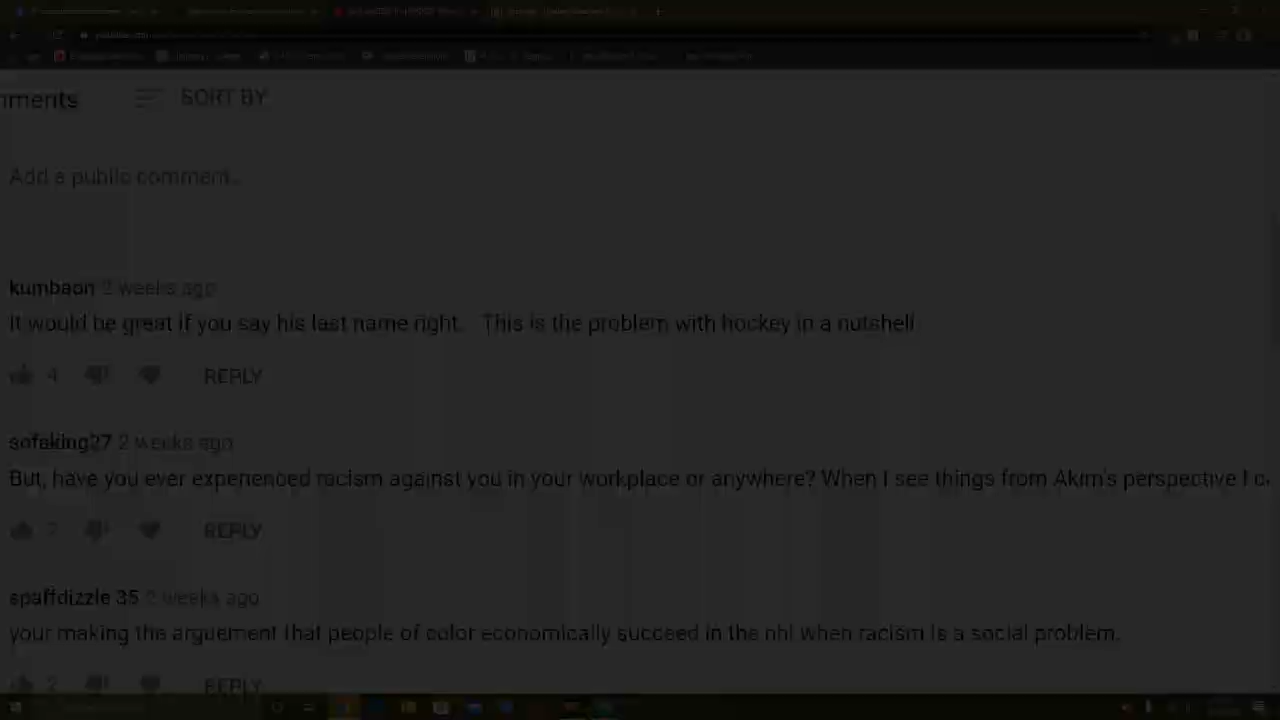 mments SORT BY
Add a public comment...
kumbaon 2 weeks ago
It would be great if you say his last name right. This is the problem with hockey in a nutshell
4 REPLY
sofaking27 2 weeks ago
But, have you ever experienced racism against you in your workplace or anywhere? When I see things from Akim's perspective I c
2 REPLY
spaffdizzle 35 2 weeks ago
your making the arguement that people of color economically succeed in the nhl when racism is a social problem.
2 REPLY